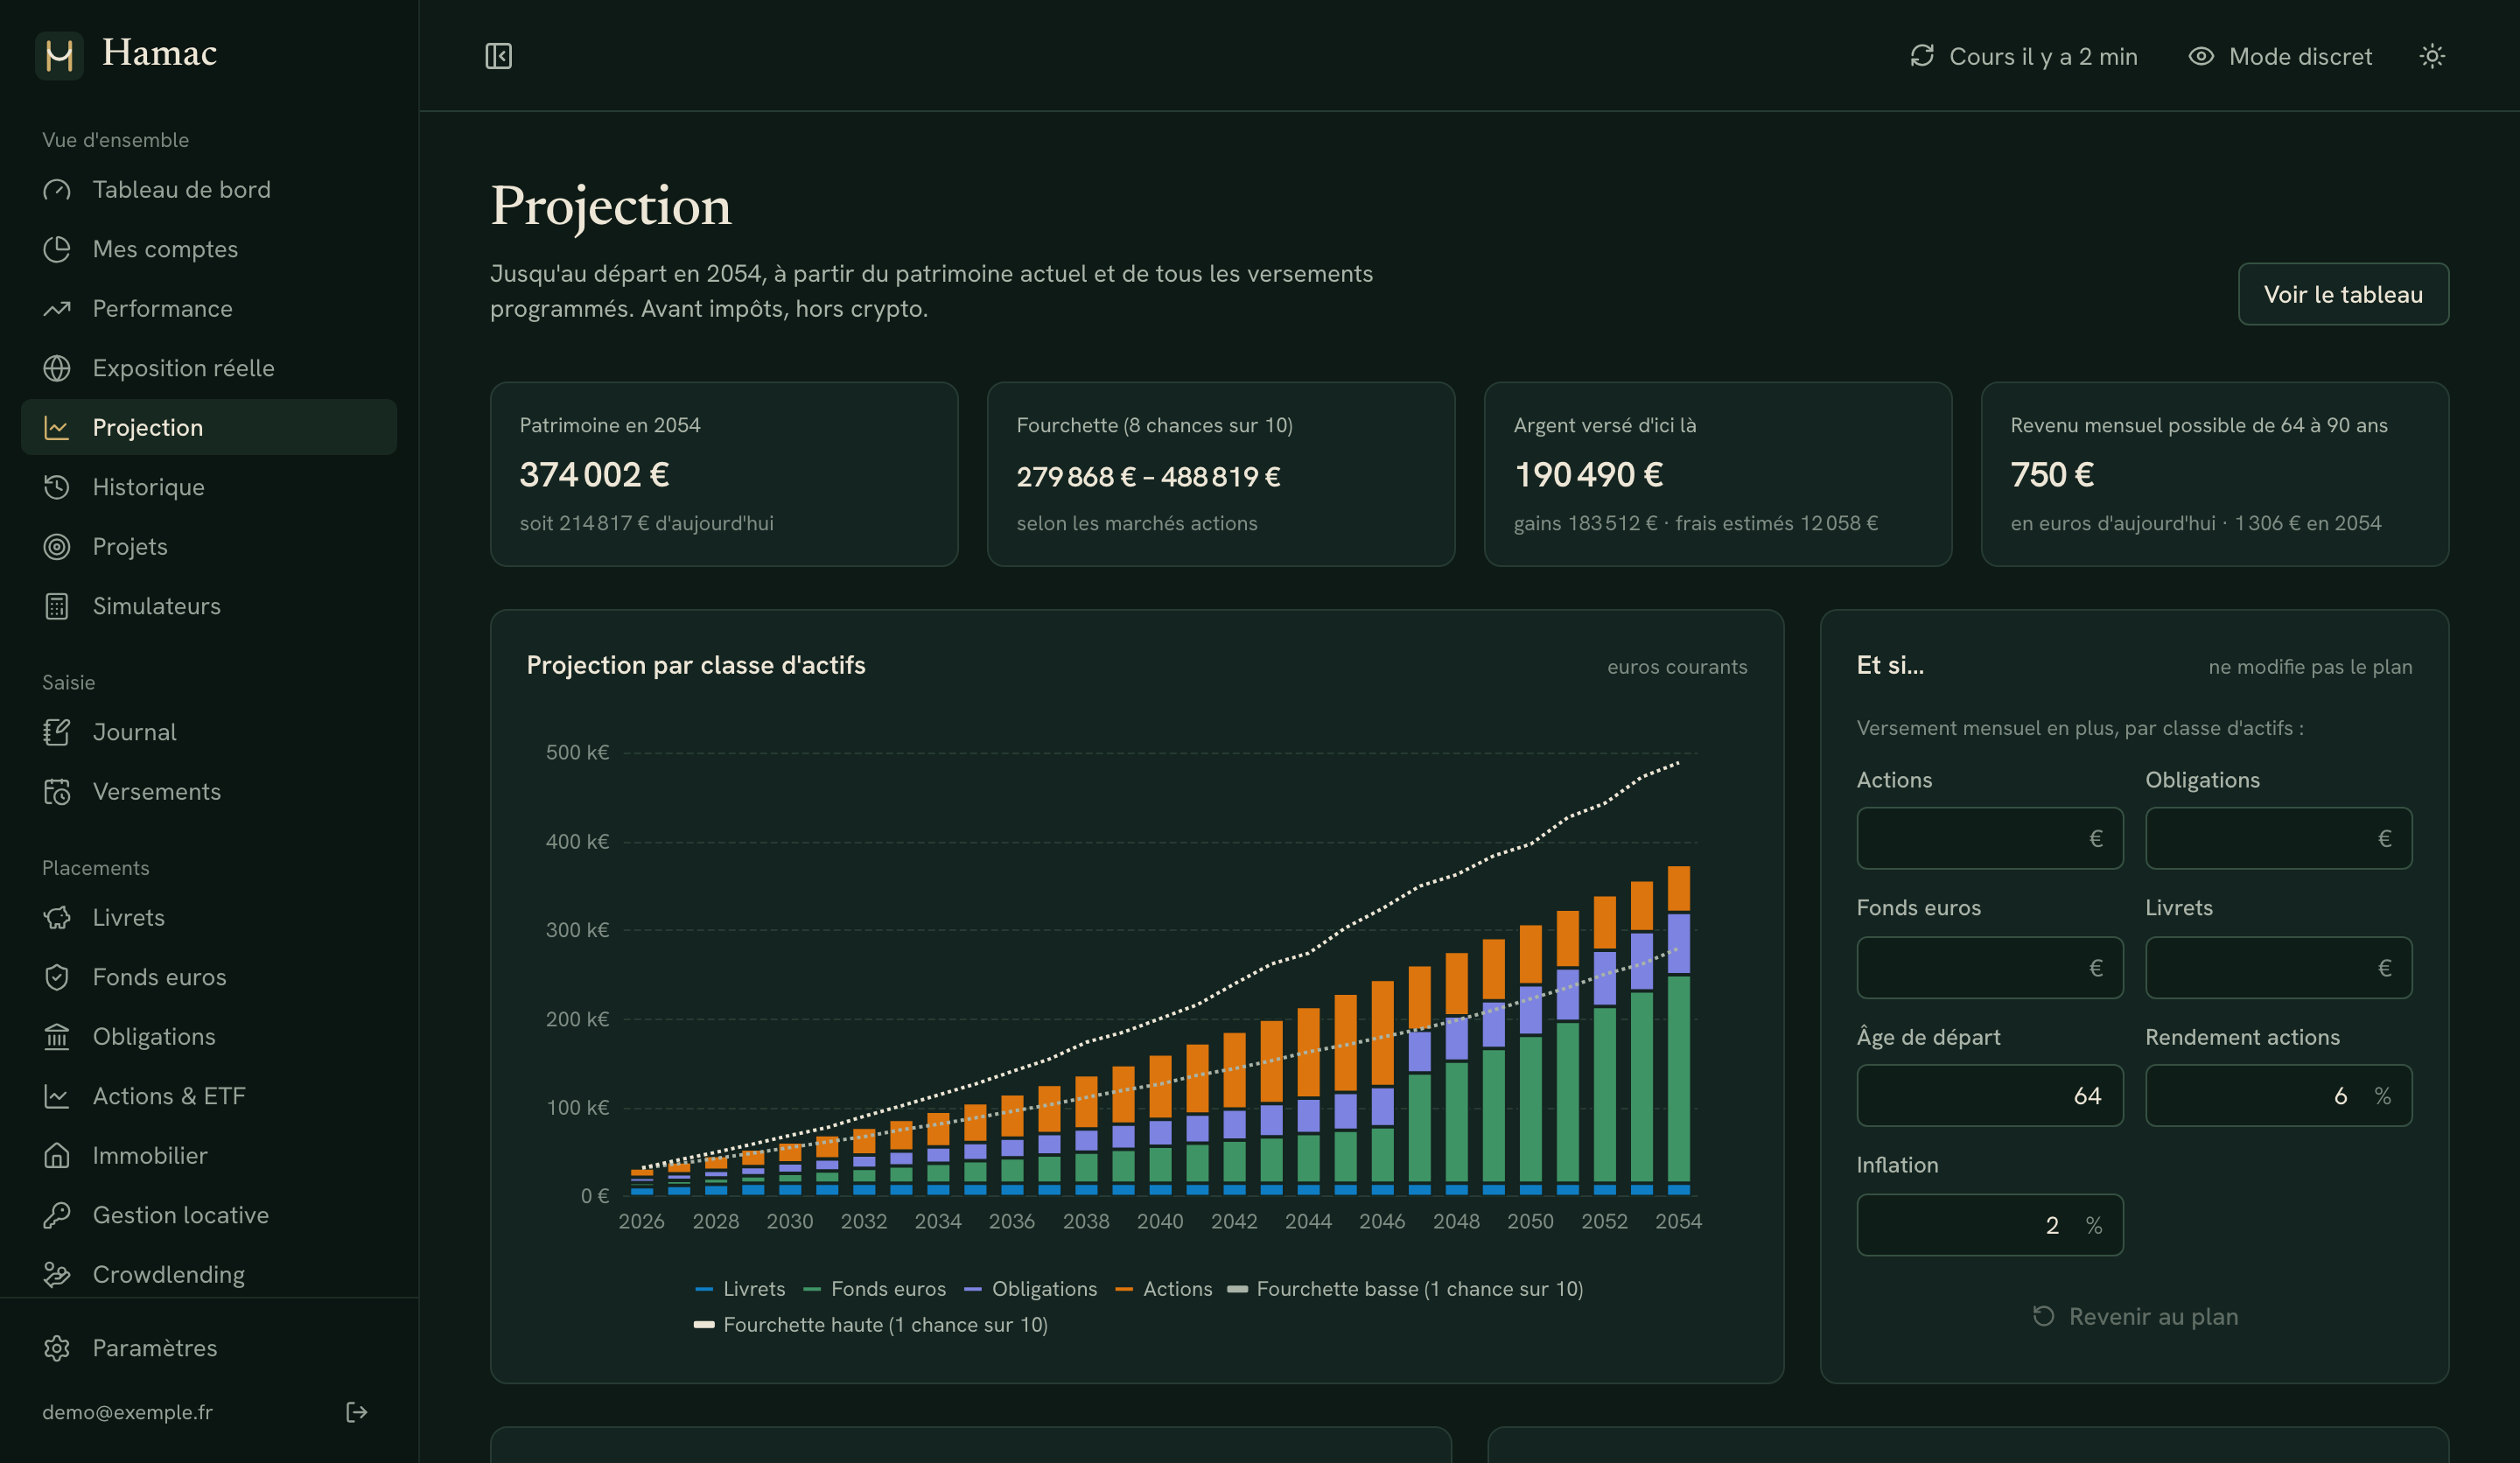 Hamac
Vue d'ensemble
Tableau de bord
Mes comptes
Performance
Exposition réelle
Projection
Historique
Projets
Simulateurs
Saisie
Journal
Versements
Placements
Livrets
Fonds euros
Obligations
Actions & ETF
Immobilier
Gestion locative
Crowdlending
Paramètres
demo@exemple.fr
Cours il y a 2 min
Mode discret
Projection
Jusqu'au départ en 2054, à partir du patrimoine actuel et de tous les versements
programmés. Avant impôts, hors crypto.
Voir le tableau
Patrimoine en 2054
374 002 €
soit 214 817 € d'aujourd'hui
Fourchette (8 chances sur 10)
279 868 € – 488 819 €
selon les marchés actions
Argent versé d'ici là
190 490 €
gains 183 512 € · frais estimés 12 058 €
Revenu mensuel possible de 64 à 90 ans
750 €
en euros d'aujourd'hui · 1 306 € en 2054
Projection par classe d'actifs
euros courants
500 k€
400 k€
300 k€
200 k€
100 k€
0 €
2026 2028 2030 2032 2034 2036 2038 2040 2042 2044 2046 2048 2050 2052 2054
Livrets Fonds euros Obligations Actions Fourchette basse (1 chance sur 10)
Fourchette haute (1 chance sur 10)
Et si...
ne modifie pas le plan
Versement mensuel en plus, par classe d'actifs :
Actions Obligations
€ €
Fonds euros Livrets
€ €
Âge de départ Rendement actions
64 6 %
Inflation
2 %
Revenir au plan